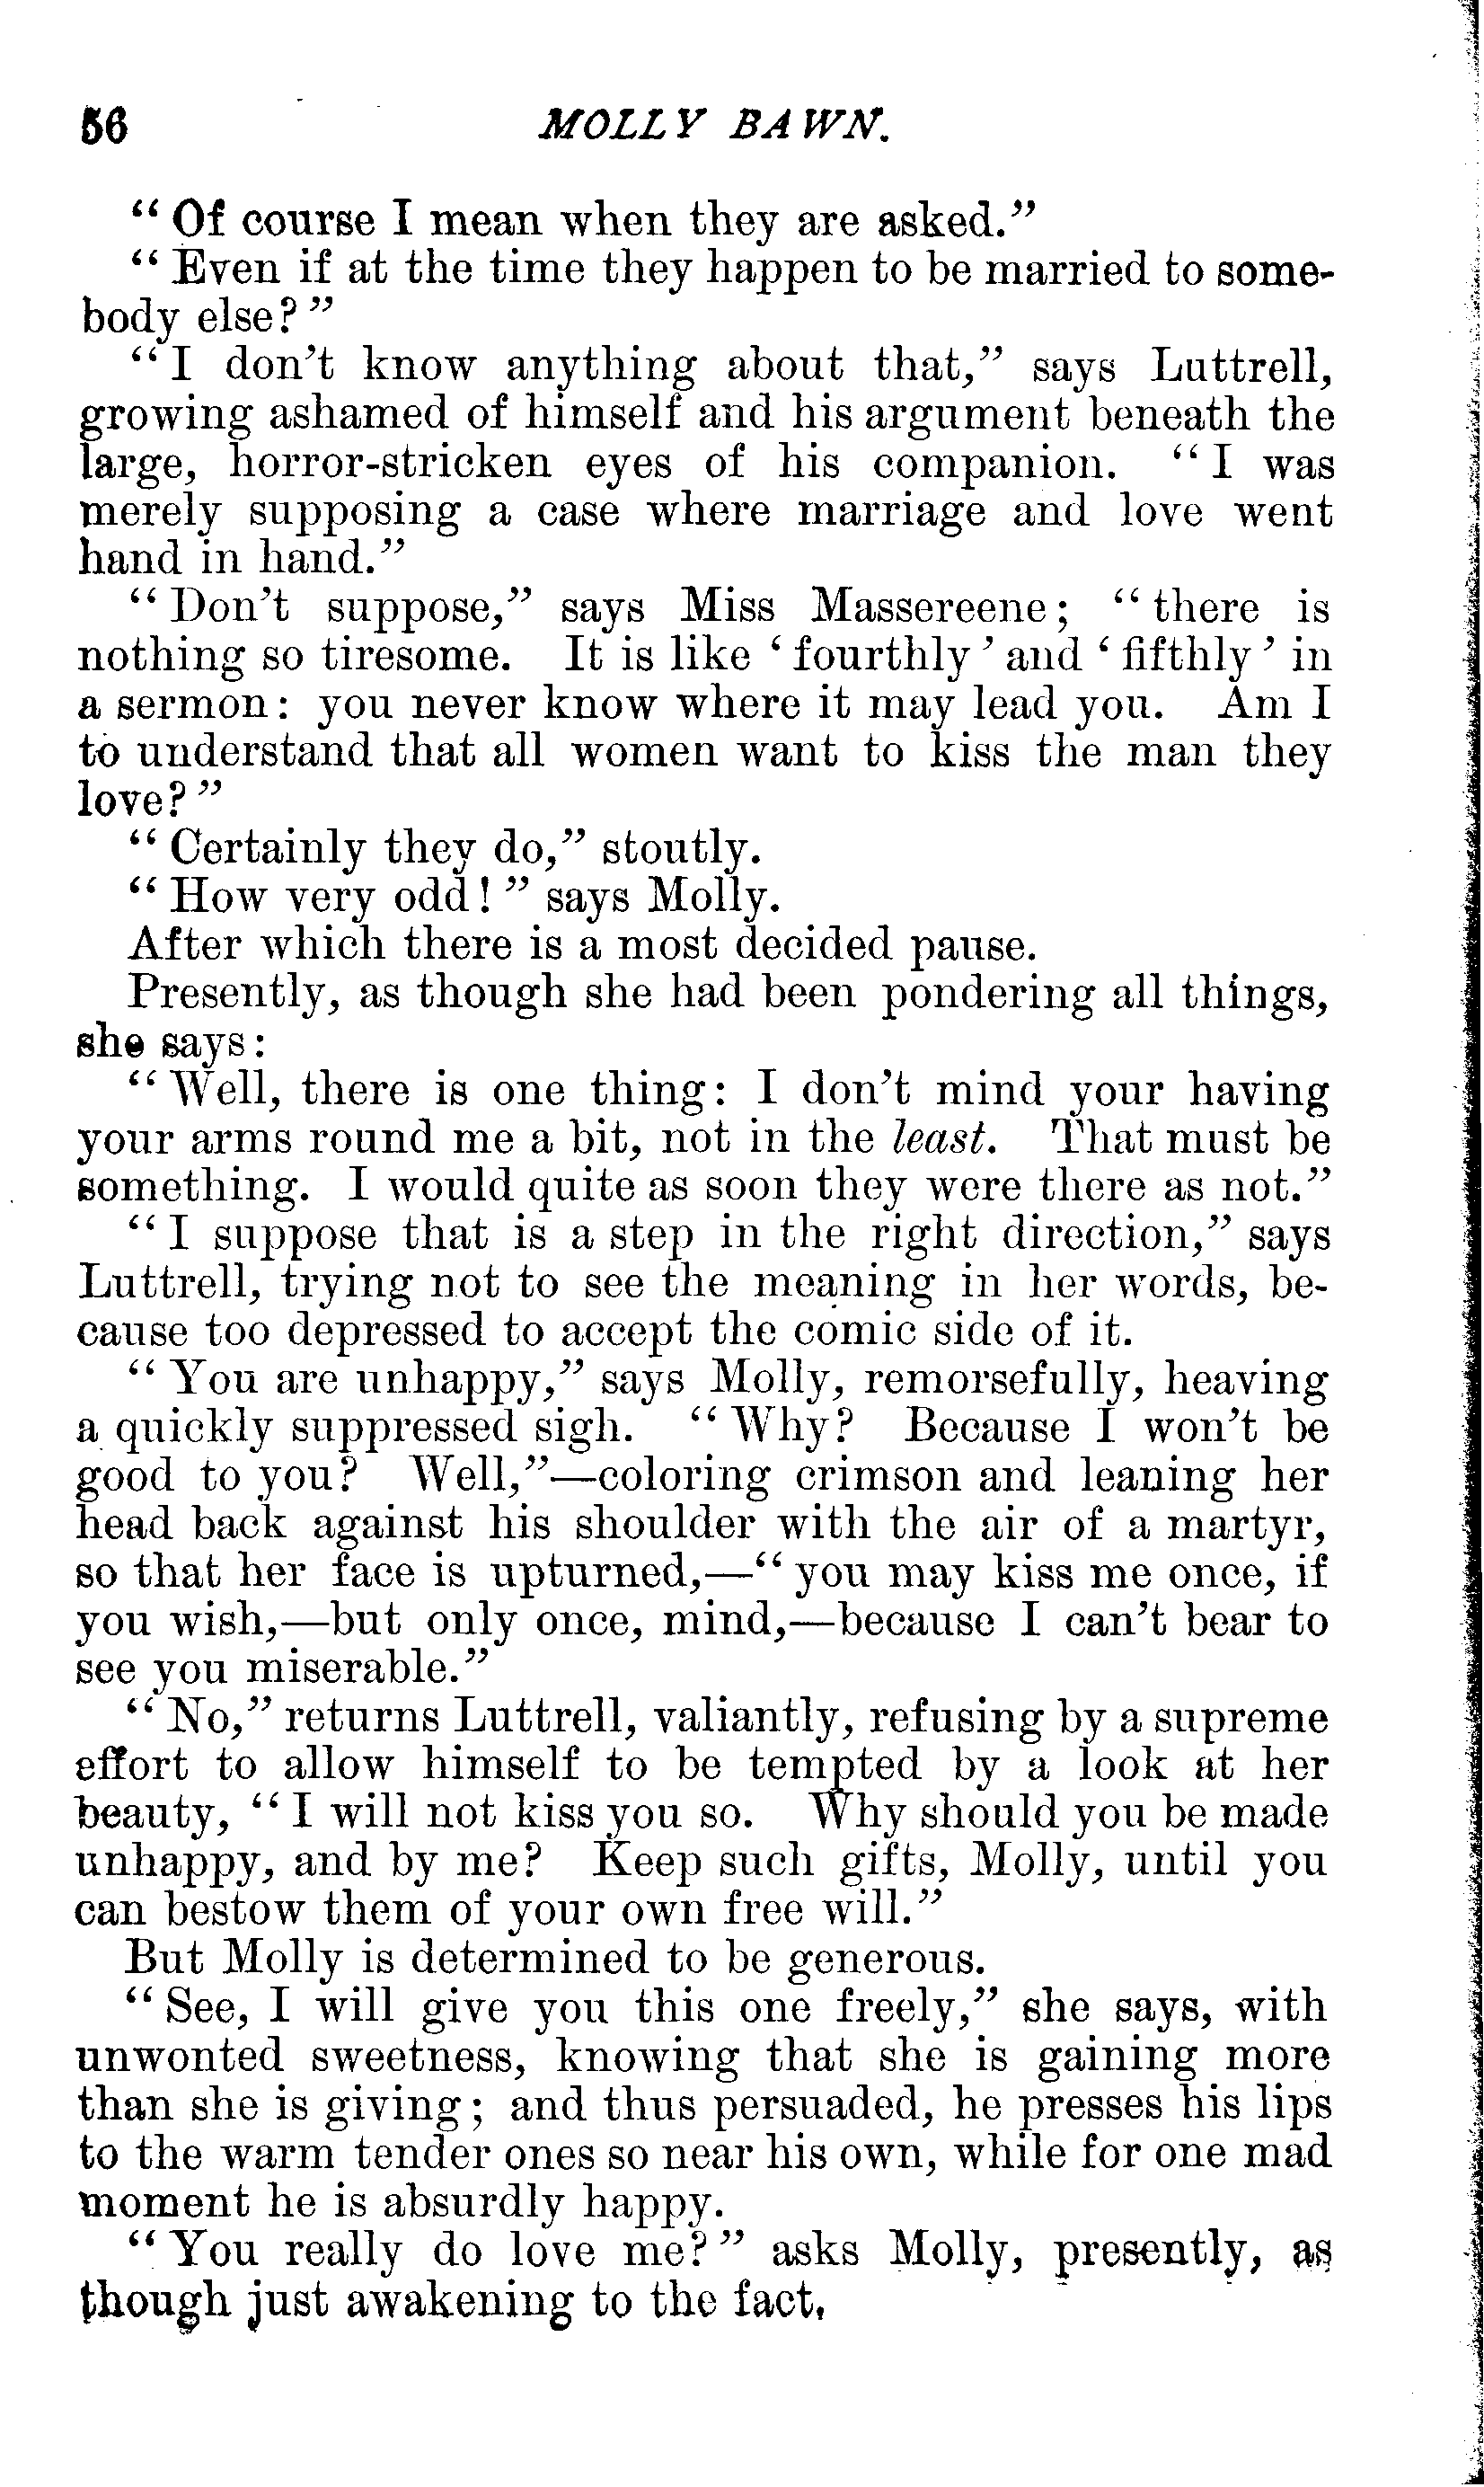 56 MOLLY BAWN.
“Of course I mean when they are asked.”
“Even if at the time they happen to be married to some-
body else?”
“I don’t know anything about that,” says Luttrell,
growing ashamed of himself and his argument beneath the
large, horror-stricken eyes of his companion. “I was
merely supposing a case where marriage and love went
hand in hand.”
“Don’t suppose,” says Miss Massereene; “there is
nothing so tiresome. It is like ‘fourthly’ and ‘fifthly’ in
a sermon: you never know where it may lead you. Am I
to understand that all women want to kiss the man they
love?”
“Certainly they do,” stoutly.
“How very odd!” says Molly.
After which there is a most decided pause.
Presently, as though she had been pondering all things,
she says:
“Well, there is one thing: I don’t mind your having
your arms round me a bit, not in the least. That must be
something. I would quite as soon they were there as not.”
“I suppose that is a step in the right direction,” says
Luttrell, trying not to see the meaning in her words, be-
cause too depressed to accept the comic side of it.
“You are unhappy,” says Molly, remorsefully, heaving
a quickly suppressed sigh. “Why? Because I won’t be
good to you? Well,”—coloring crimson and leaning her
head back against his shoulder with the air of a martyr,
so that her face is upturned,—“you may kiss me once, if
you wish,—but only once, mind,—because I can’t bear to
see you miserable.”
“No,” returns Luttrell, valiantly, refusing by a supreme
effort to allow himself to be tempted by a look at her
beauty, “I will not kiss you so. Why should you be made
unhappy, and by me? Keep such gifts, Molly, until you
can bestow them of your own free will.”
But Molly is determined to be generous.
“See, I will give you this one freely,” she says, with
unwonted sweetness, knowing that she is gaining more
than she is giving; and thus persuaded, he presses his lips
to the warm tender ones so near his own, while for one mad
moment he is absurdly happy.
“You really do love me?” asks Molly, presently, as
though just awakening to the fact.